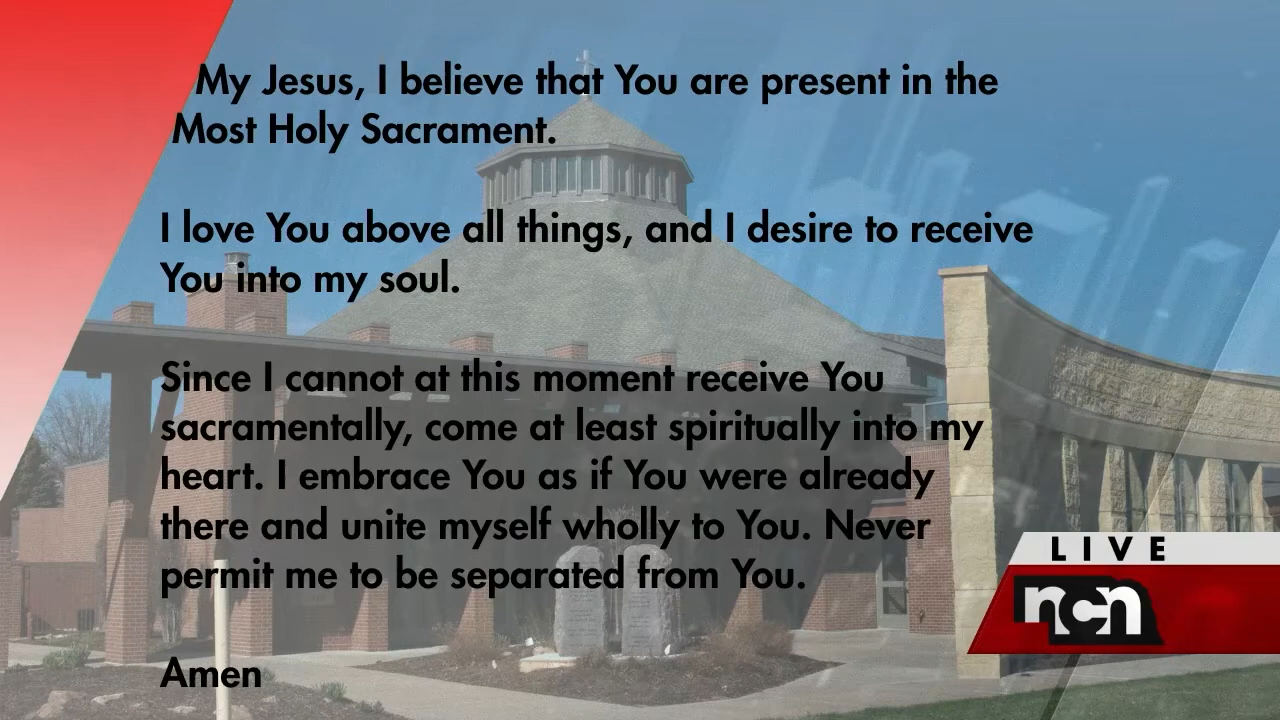 My Jesus, I believe that You are present in the
Most Holy Sacrament.
I love You above all things, and I desire to receive
You into my soul.
Since I cannot at this moment receive You
sacramentally, come at least spiritually into my
heart. I embrace You as if You were already
there and unite myself wholly to You. Never
permit me to be separated from You.
Amen
LIVE
ncn